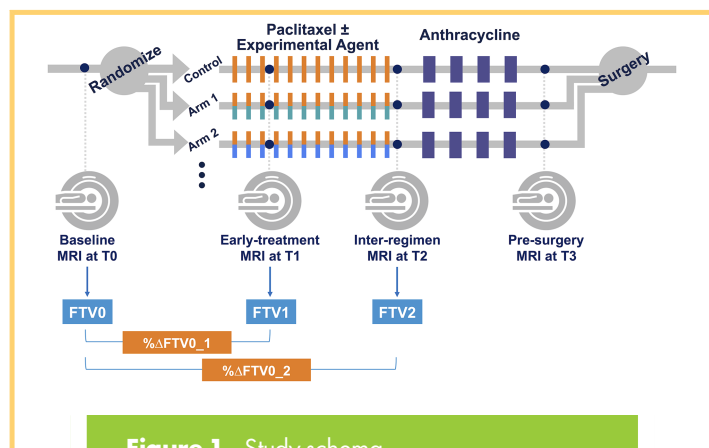 Paclitaxel ±
Experimental Agent
Anthracycline
Randomize
Control
Arm 1
Arm 2
Surgery
Baseline
MRI at T0
Early-treatment
MRI at T1
Inter-regimen
MRI at T2
Pre-surgery
MRI at T3
FTV0
FTV1
FTV2
%∆FTV0_1
%∆FTV0_2
Figure 1 Study schema